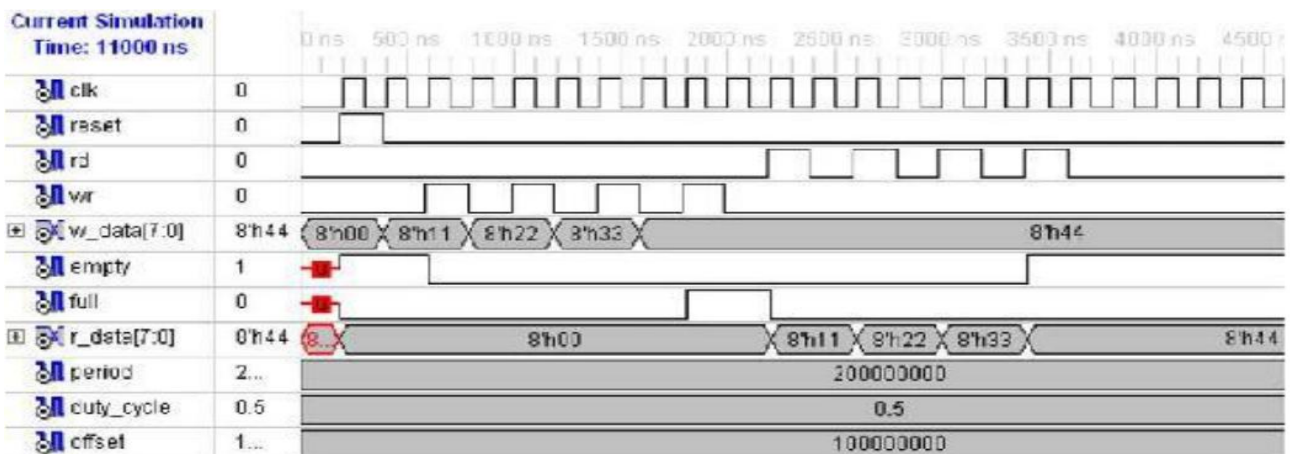 Current Simulation
Time: 11000 ns
0 ns 500 ns 1000 ns 1500 ns 2000 ns 2500 ns 3000 ns 3500 ns 4000 ns 4500
clk 0
reset 0
rd 0
wr 0
w_data[7:0] 8'h44 8'h00 8'h11 8'h22 8'h33 8'h44
empty 1 U
full 0 U
r_data[7:0] 8'h44 8... 8'h00 8'h11 8'h22 8'h33 8'h44
period 2... 200000000
duty_cycle 0.5 0.5
offset 1... 100000000